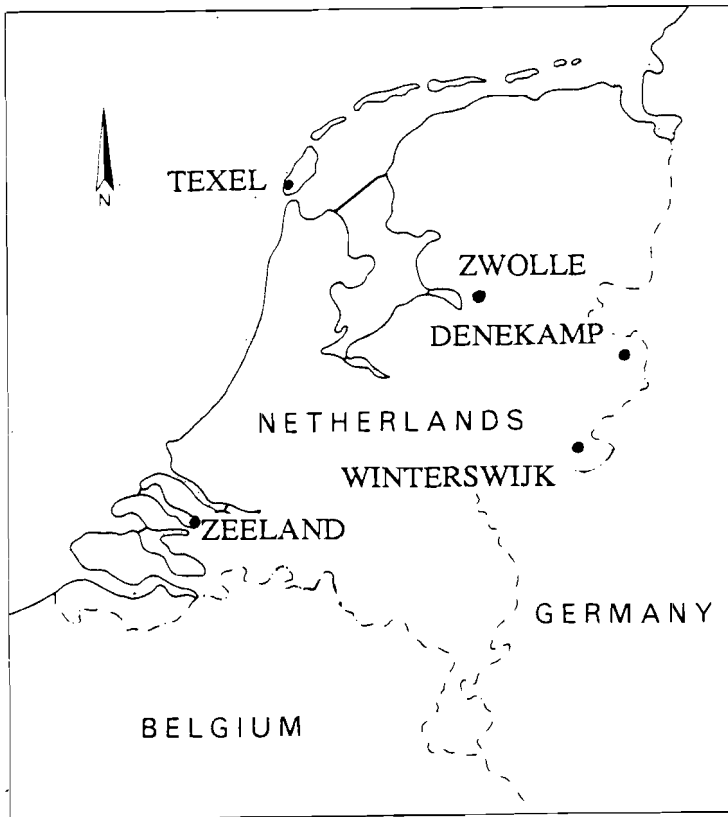 TEXEL
N
ZWOLLE
DENEKAMP
NETHERLANDS
WINTERSWIJK
ZEELAND
GERMANY
BELGIUM